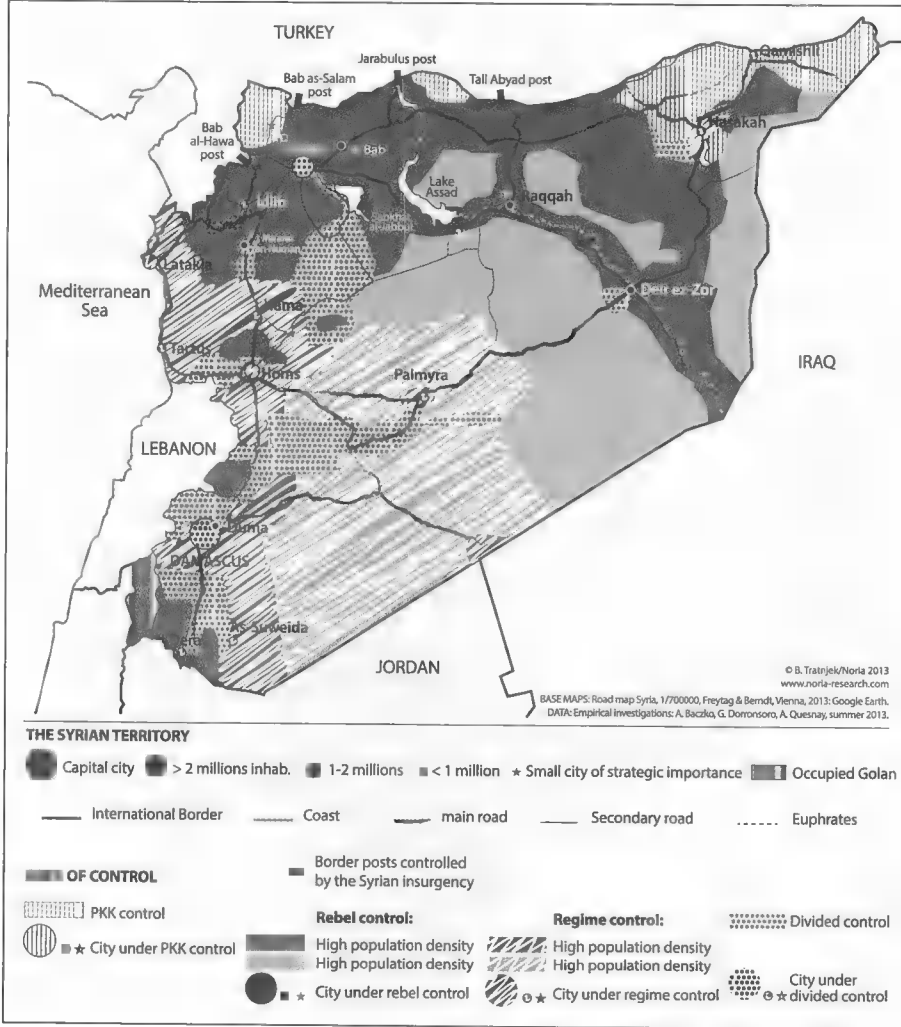 TURKEY
Jarabulus post
Bab as-Salam
post
Tall Abyad post
Qamishli
Bab
al-Hawa
post
Hasakah
Bab
Lake
Assad
Raqqah
Idlib
Sabkhat
al-Jabbul
Latakia
Deir ez-Zor
Mediterranean
Sea
Hama
Tartus
IRAQ
Homs
Palmyra
LEBANON
Duma
DAMASCUS
As-Suweida
JORDAN
© B. Tratnjek/Noria 2013
www.noria-research.com
BASE MAPS: Road map Syria, 1/700000, Freytag & Berndt, Vienna, 2013: Google Earth.
DATA: Empirical investigations: A. Baczko, G. Dorronsoro, A. Quesnay, summer 2013.
THE SYRIAN TERRITORY
Capital city > 2 millions inhab. 1-2 millions < 1 million Small city of strategic importance Occupied Golan
International Border Coast main road Secondary road Euphrates
OF CONTROL
Border posts controlled
by the Syrian insurgency
PKK control
City under PKK control
Rebel control:
High population density
High population density
City under rebel control
Regime control:
High population density
High population density
City under regime control
Divided control
City under
divided control